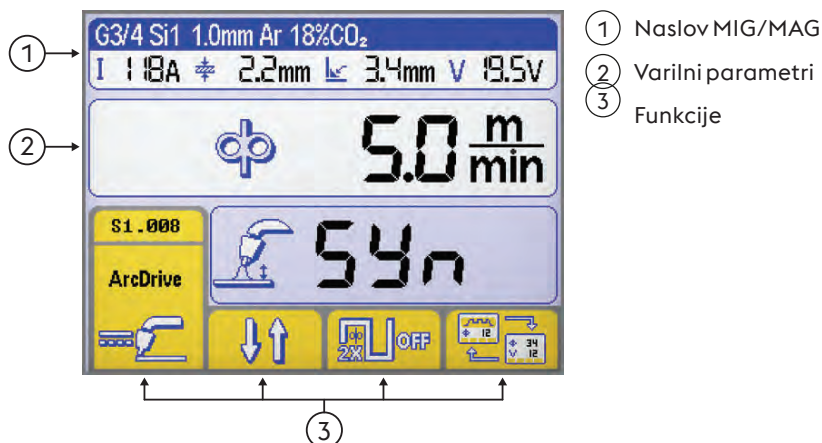 G3/4 Si1 1.0mm Ar 18%CO₂
I 118A 2.2mm 3.4mm V 19.5V
5.0 m/min
S1.008
ArcDrive
Syn
2X OFF
12
Φ 34
V 12
1
2
3
1 Naslov MIG/MAG
2 Varilni parametri
3 Funkcije